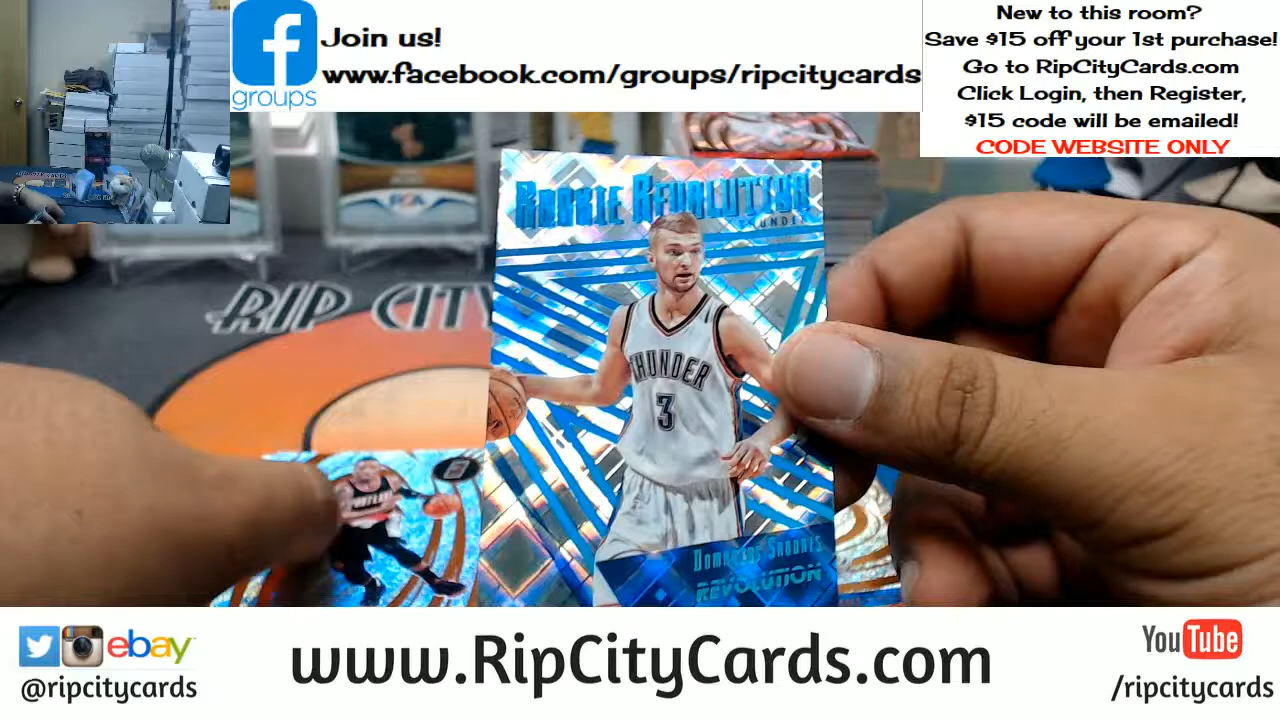 Join us!
www.facebook.com/groups/ripcitycards
groups
New to this room?
Save $15 off your 1st purchase!
Go to RipCityCards.com
Click Login, then Register,
$15 code will be emailed!
CODE WEBSITE ONLY
PSA
ROOKIE REVOLUTION
RIP CITY
THUNDER
3
DOMANTAS SABONIS
REVOLUTION
ebay
@ripcitycards
www.RipCityCards.com
YouTube
/ripcitycards